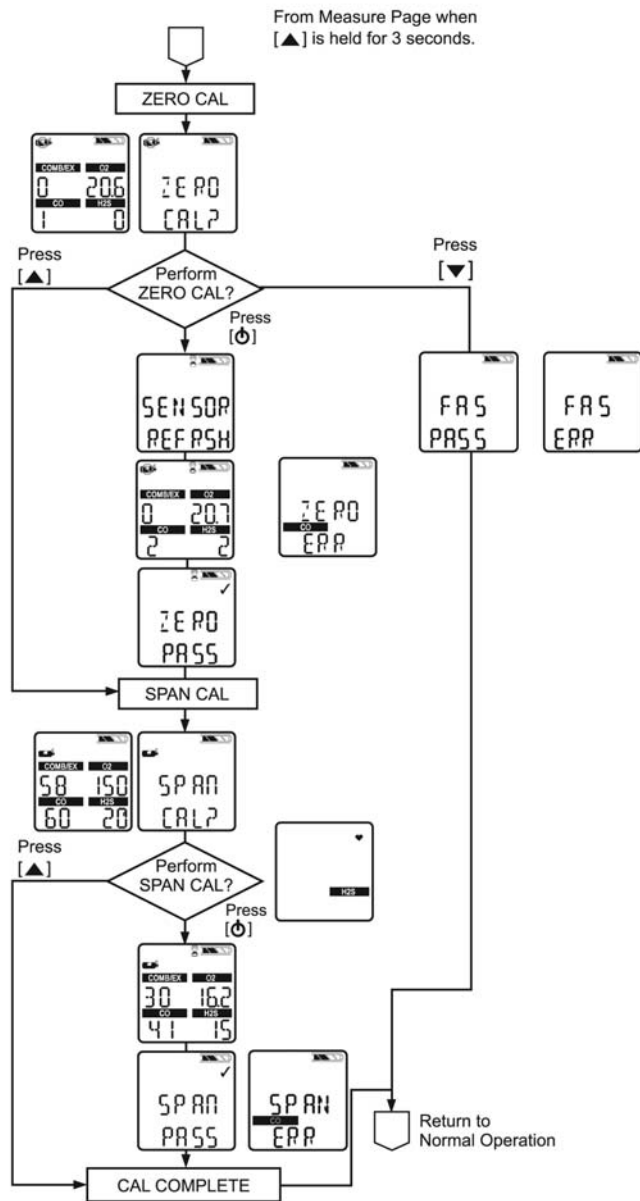 From Measure Page when
[▲] is held for 3 seconds.
ZERO CAL
COMB/EX O2
0 20.6
CO H2S
1 0
ZERO
CAL?
Press
[▲]
Perform
ZERO CAL?
Press
[▼]
Press
[⏻]
SENSOR
REFRSH
FAS
PASS
FAS
ERR
COMB/EX O2
0 20.7
CO H2S
2 2
ZERO
CO
ERR
ZERO
PASS
SPAN CAL
COMB/EX O2
58 150
CO H2S
60 20
SPAN
CAL?
Press
[▲]
Perform
SPAN CAL?
H2S
Press
[⏻]
COMB/EX O2
30 16.2
CO H2S
41 15
SPAN
PASS
SPAN
CO
ERR
Return to
Normal Operation
CAL COMPLETE